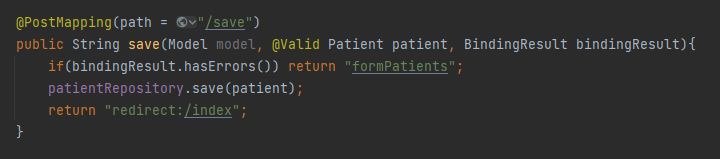 @PostMapping(path = "/save")
public String save(Model model, @Valid Patient patient, BindingResult bindingResult){
    if(bindingResult.hasErrors()) return "formPatients";
    patientRepository.save(patient);
    return "redirect:/index";
}